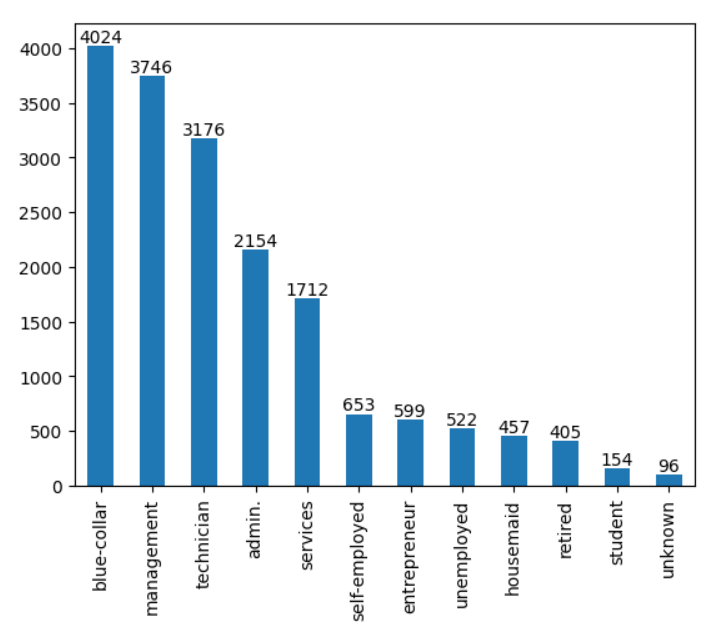 4024
4000
3746
3500
3176
3000
2500
2154
2000
1712
1500
1000
653
599
522
457
405
154
96
500
0
blue-collar
management
technician
admin.
services
self-employed
entrepreneur
unemployed
housemaid
retired
student
unknown